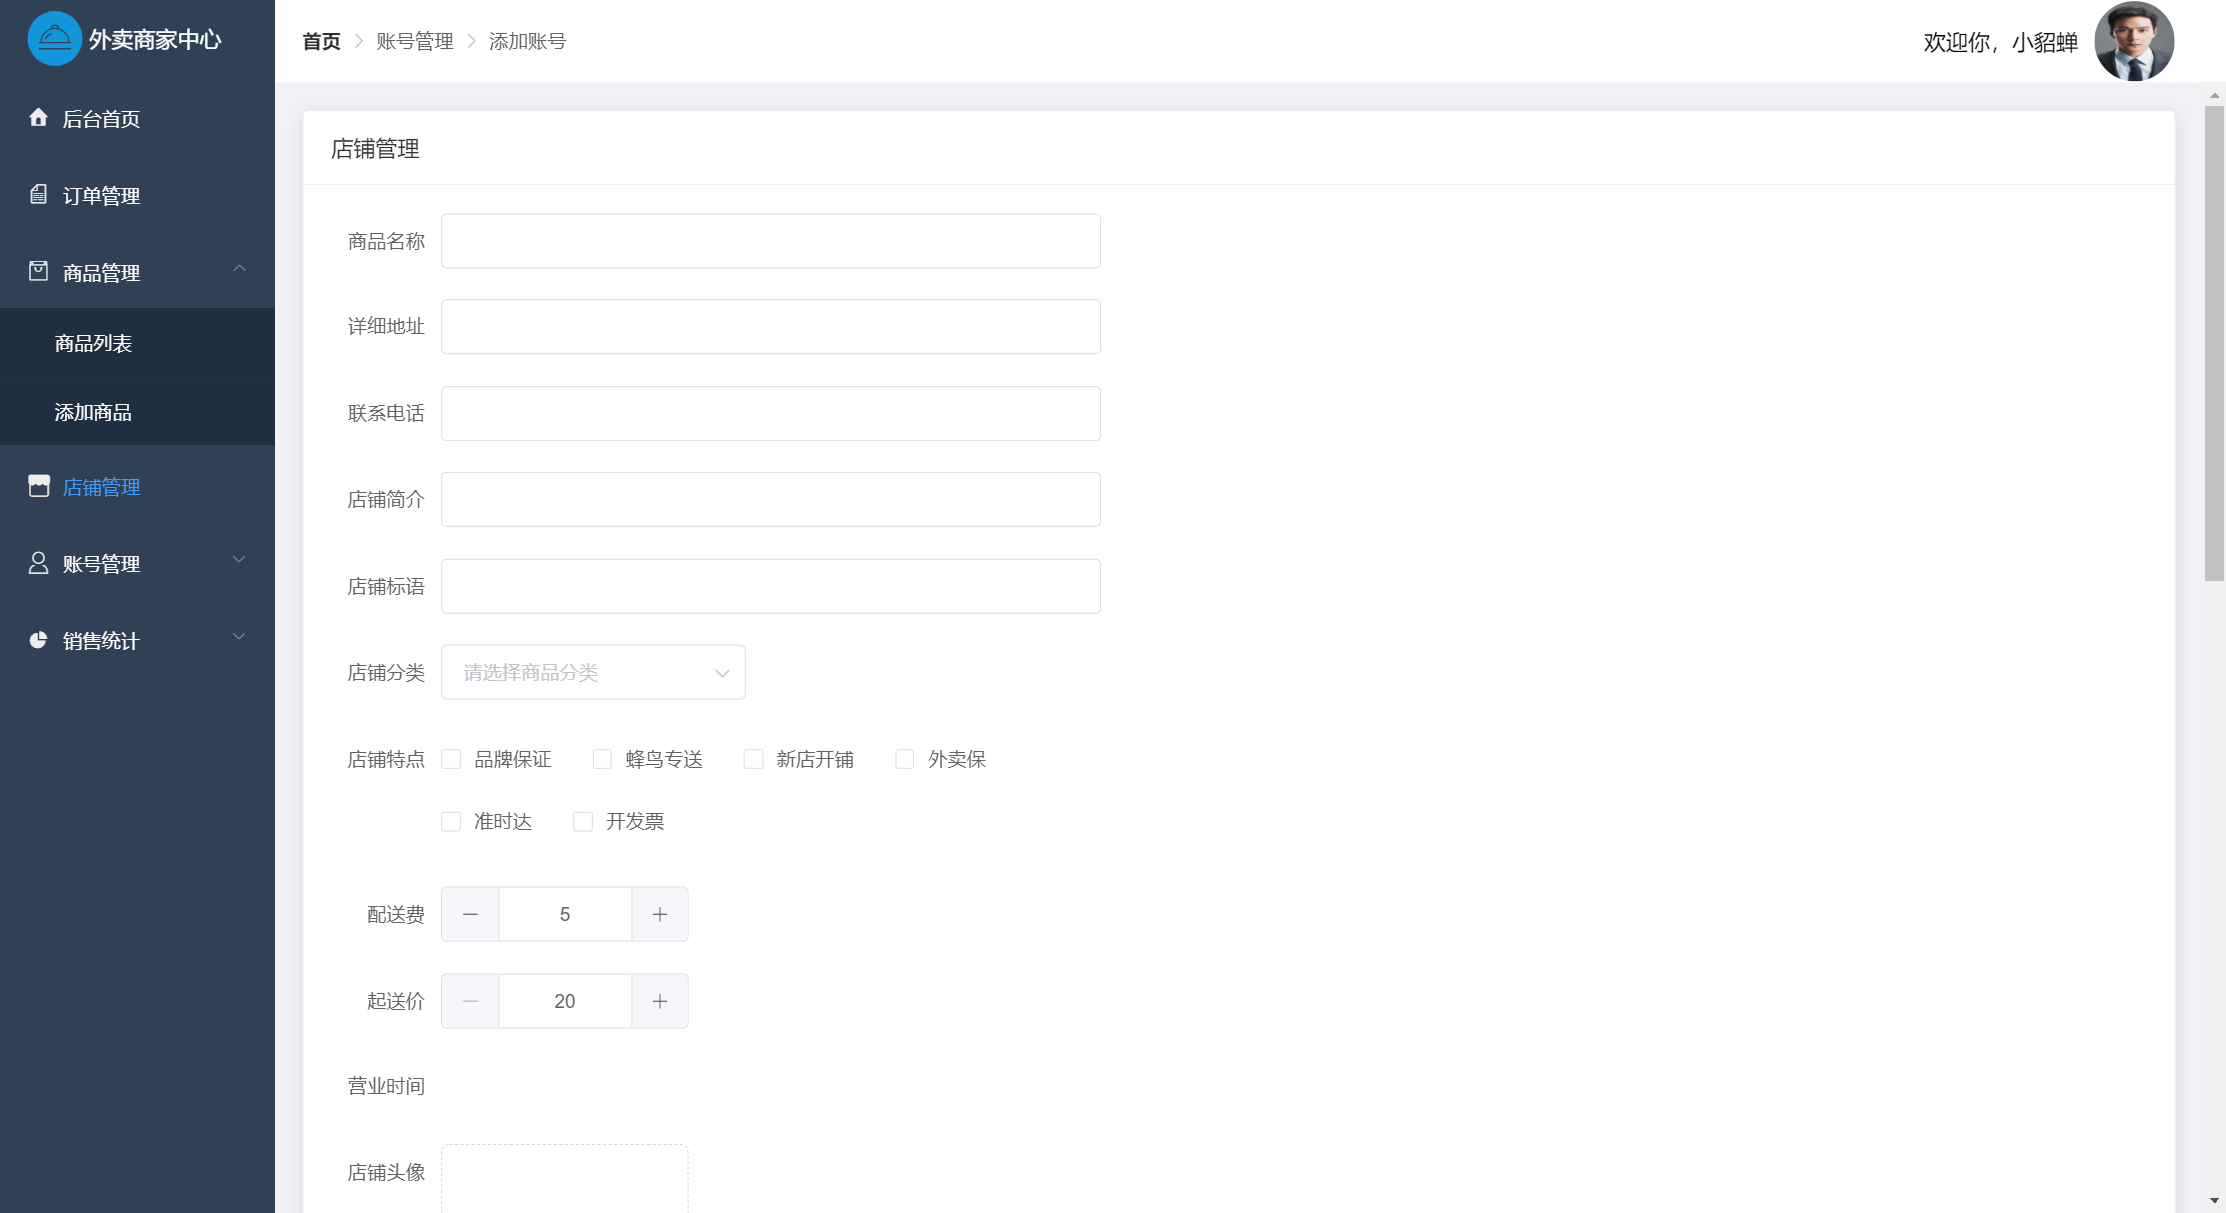 外卖商家中心
首页 账号管理 添加账号
欢迎你，小貂蝉
后台首页
订单管理
商品管理
商品列表
添加商品
店铺管理
账号管理
销售统计
店铺管理
商品名称
详细地址
联系电话
店铺简介
店铺标语
店铺分类 请选择商品分类
店铺特点 品牌保证 蜂鸟专送 新店开铺 外卖保
准时达 开发票
配送费 5
起送价 20
营业时间
店铺头像